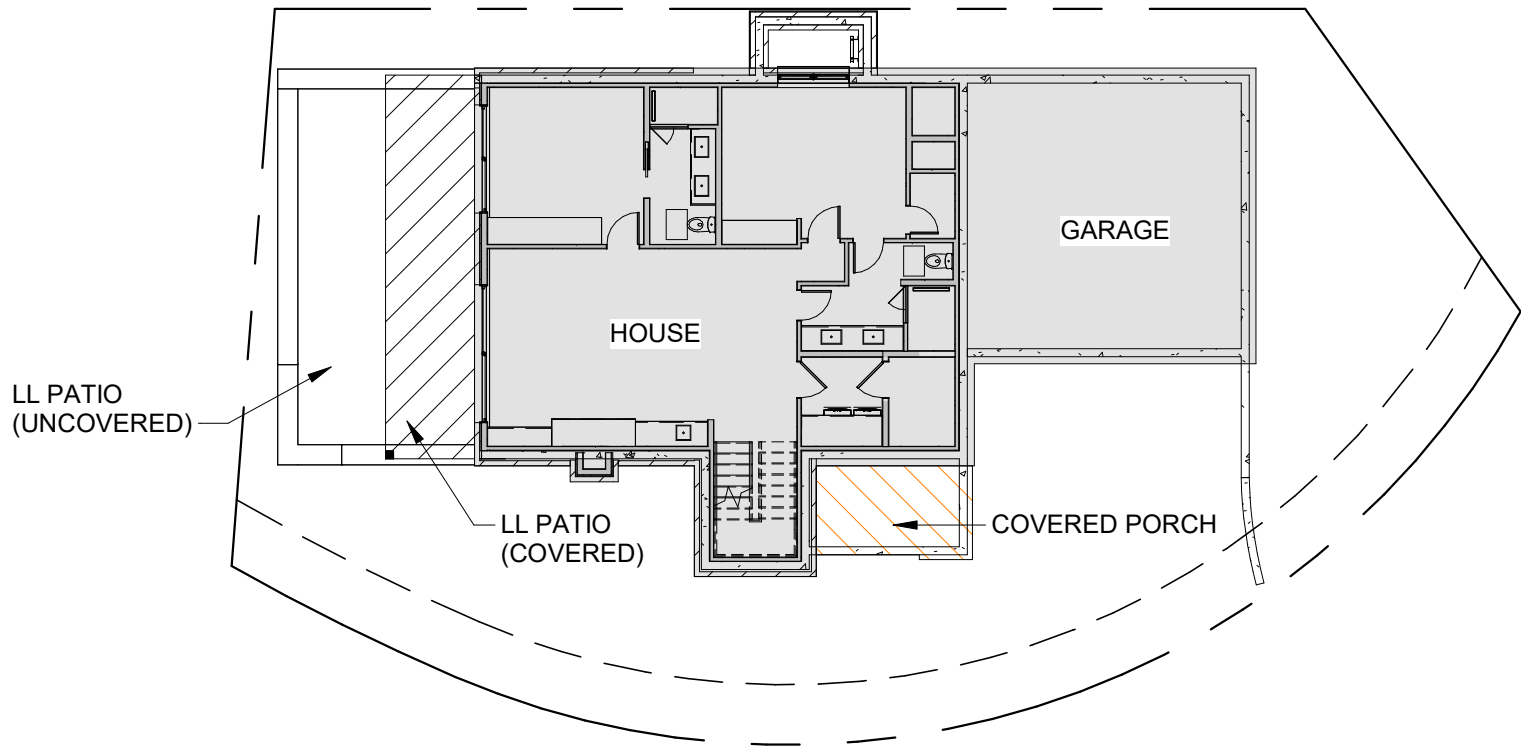 GARAGE
HOUSE
LL PATIO
(UNCOVERED)
LL PATIO
(COVERED)
COVERED PORCH